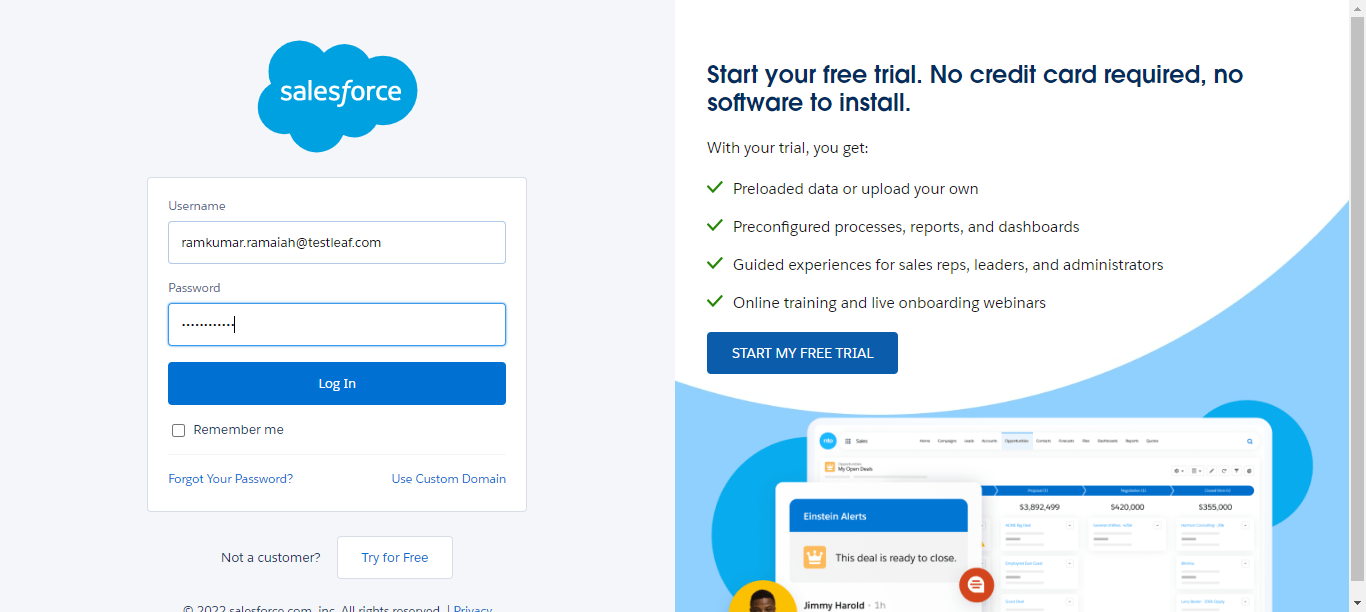 salesforce
Username
ramkumar.ramaiah@testleaf.com
Password
Log In
Remember me
Forgot Your Password?
Use Custom Domain
Not a customer?
Try for Free
© 2022 salesforce.com, inc. All rights reserved. | Privacy
Start your free trial. No credit card required, no
software to install.
With your trial, you get:
Preloaded data or upload your own
Preconfigured processes, reports, and dashboards
Guided experiences for sales reps, leaders, and administrators
Online training and live onboarding webinars
START MY FREE TRIAL
Sales
Home Campaigns Leads Accounts Opportunities Contacts Forecasts Files Dashboards Reports Quotes
My Open Deals
$3,892,499 $420,000 $355,000
Einstein Alerts
This deal is ready to close.
Jimmy Harold • 1h